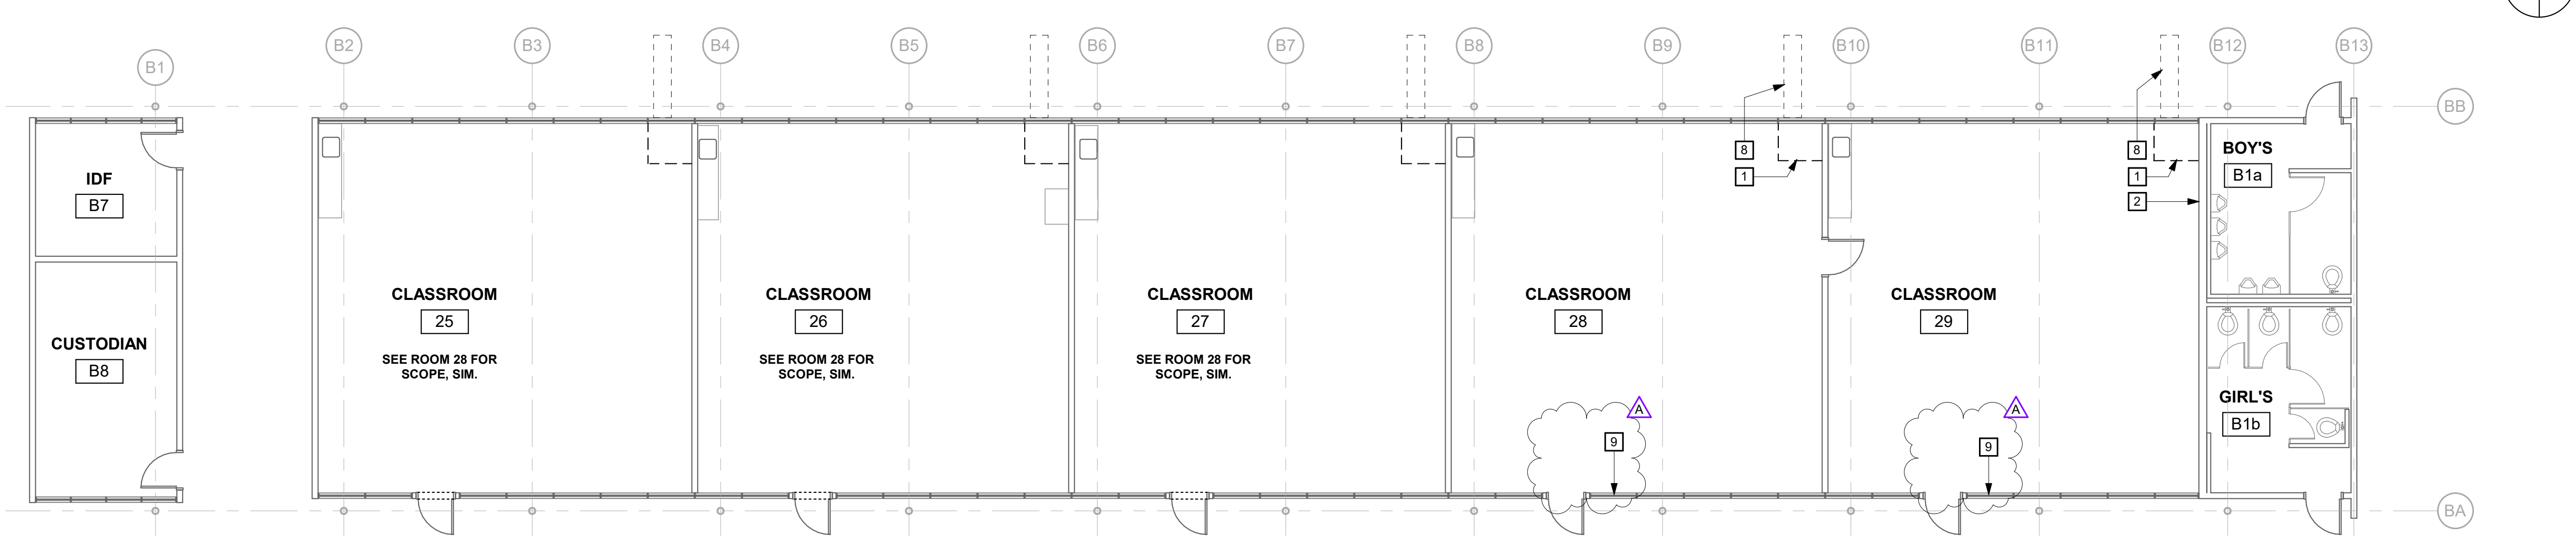 B1
B2
B3
B4
B5
B6
B7
B8
B9
B10
B11
B12
B13
BB
IDF
B7
CUSTODIAN
B8
CLASSROOM
25
SEE ROOM 28 FOR
SCOPE, SIM.
CLASSROOM
26
SEE ROOM 28 FOR
SCOPE, SIM.
CLASSROOM
27
SEE ROOM 28 FOR
SCOPE, SIM.
8
1
CLASSROOM
28
A
9
8
1
2
CLASSROOM
29
A
9
BOY'S
B1a
GIRL'S
B1b
BA